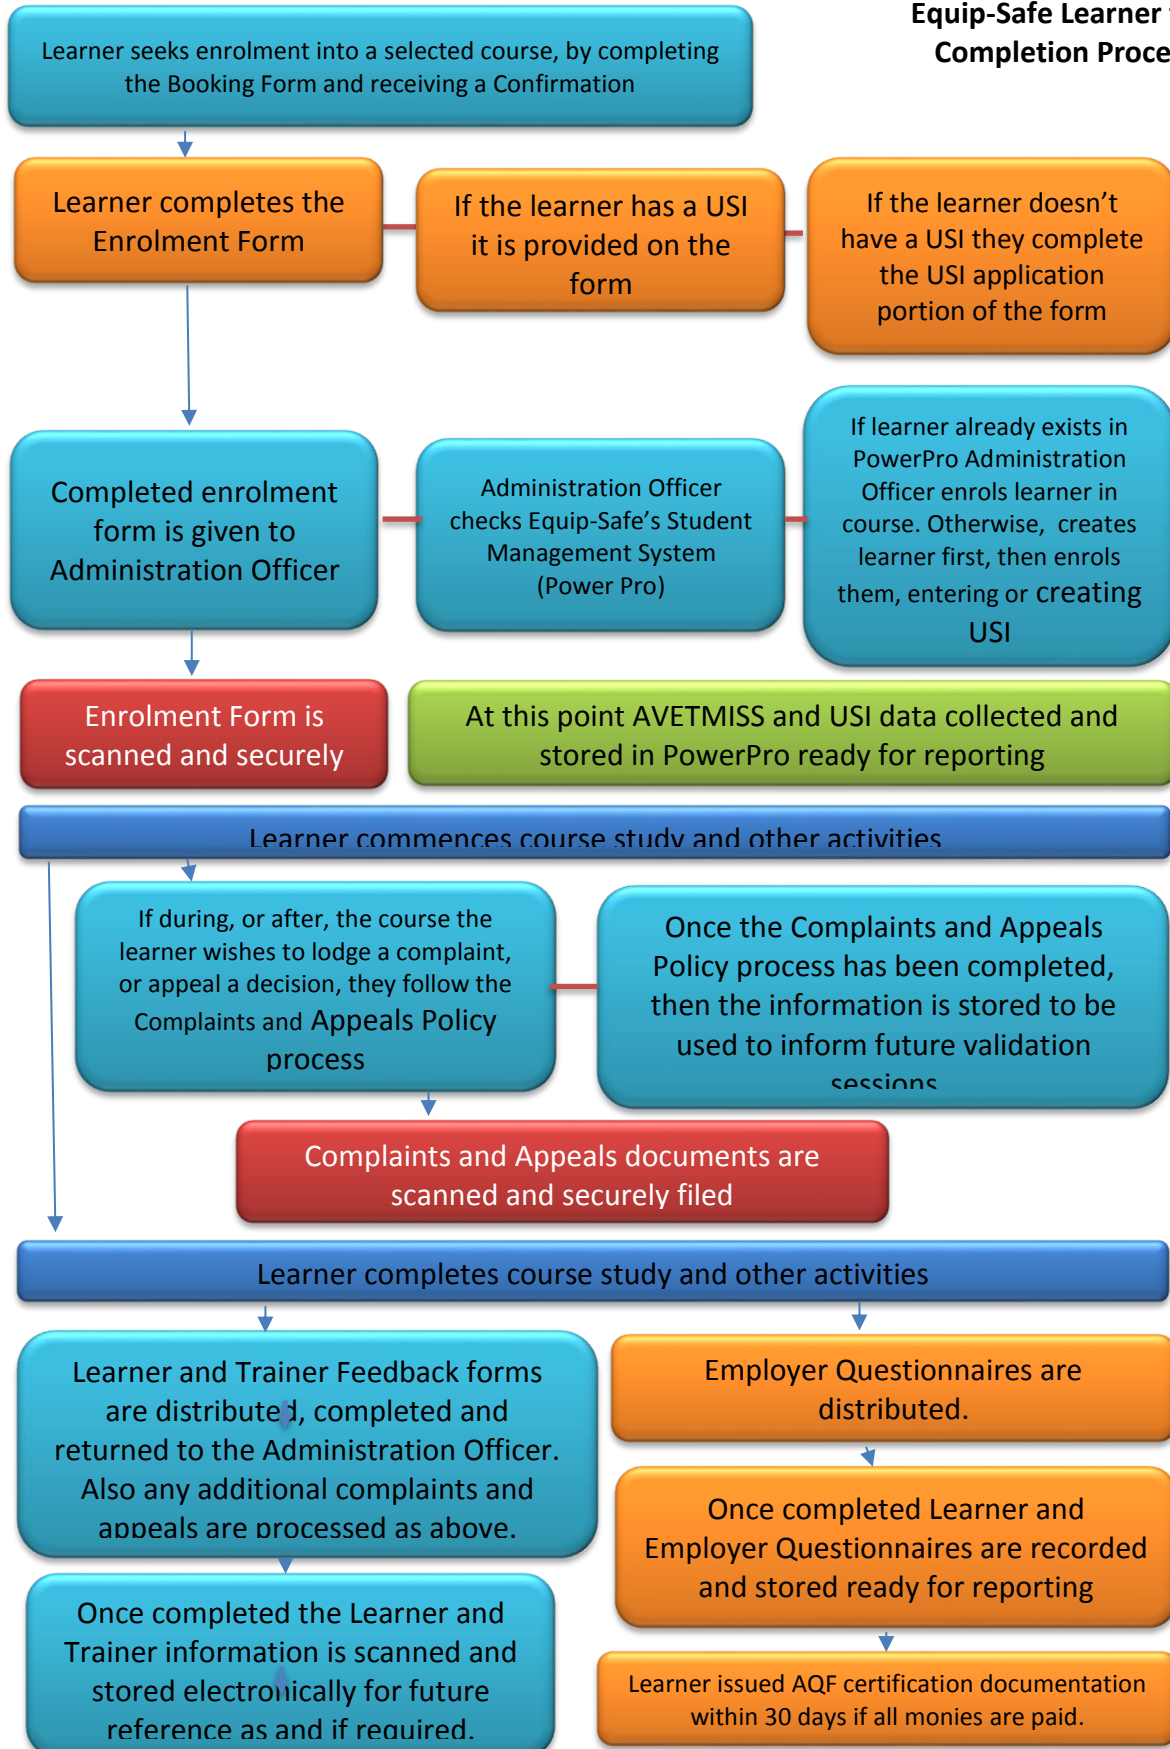 Equip-Safe Learner
Completion Proce
Learner seeks enrolment into a selected course, by completing
the Booking Form and receiving a Confirmation
Learner completes the
Enrolment Form
If the learner has a USI
it is provided on the
form
If the learner doesn’t
have a USI they complete
the USI application
portion of the form
Completed enrolment
form is given to
Administration Officer
Administration Officer
checks Equip-Safe’s Student
Management System
(Power Pro)
If learner already exists in
PowerPro Administration
Officer enrols learner in
course. Otherwise, creates
learner first, then enrols
them, entering or creating
USI
Enrolment Form is
scanned and securely
At this point AVETMISS and USI data collected and
stored in PowerPro ready for reporting
Learner commences course study and other activities
If during, or after, the course the
learner wishes to lodge a complaint,
or appeal a decision, they follow the
Complaints and Appeals Policy
process
Once the Complaints and Appeals
Policy process has been completed,
then the information is stored to be
used to inform future validation
sessions
Complaints and Appeals documents are
scanned and securely filed
Learner completes course study and other activities
Learner and Trainer Feedback forms
are distributed, completed and
returned to the Administration Officer.
Also any additional complaints and
appeals are processed as above.
Employer Questionnaires are
distributed.
Once completed Learner and
Employer Questionnaires are recorded
and stored ready for reporting
Once completed the Learner and
Trainer information is scanned and
stored electronically for future
reference as and if required.
Learner issued AQF certification documentation
within 30 days if all monies are paid.